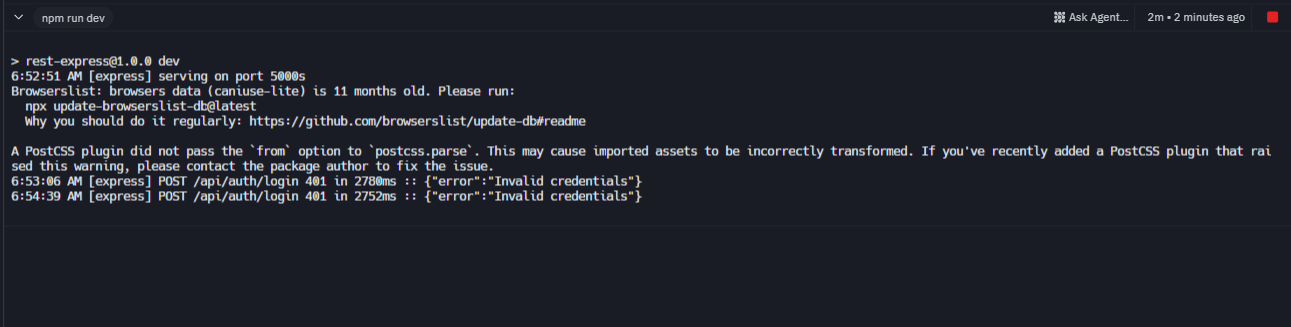 npm run dev
Ask Agent... 2m • 2 minutes ago
> rest-express@1.0.0 dev
6:52:51 AM [express] serving on port 5000s
Browserslist: browsers data (caniuse-lite) is 11 months old. Please run:
  npx update-browserslist-db@latest
  Why you should do it regularly: https://github.com/browserslist/update-db#readme
A PostCSS plugin did not pass the `from` option to `postcss.parse`. This may cause imported assets to be incorrectly transformed. If you've recently added a PostCSS plugin that rai
sed this warning, please contact the package author to fix the issue.
6:53:06 AM [express] POST /api/auth/login 401 in 2780ms :: {"error":"Invalid credentials"}
6:54:39 AM [express] POST /api/auth/login 401 in 2752ms :: {"error":"Invalid credentials"}